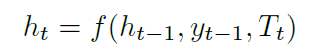 h_t = f(h_{t-1}, y_{t-1}, T_t)